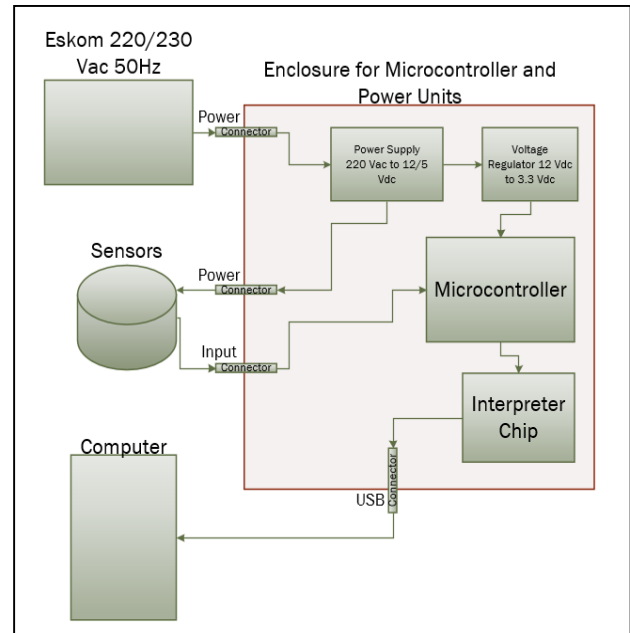 Eskom 220/230
Vac 50Hz
Enclosure for Microcontroller and
Power Units
Power
Connector
Power Supply
220 Vac to 12/5
Vdc
Voltage
Regulator 12 Vdc
to 3.3 Vdc
Sensors
Power
Connector
Microcontroller
Input
Connector
Interpreter
Chip
Computer
USB
Connector